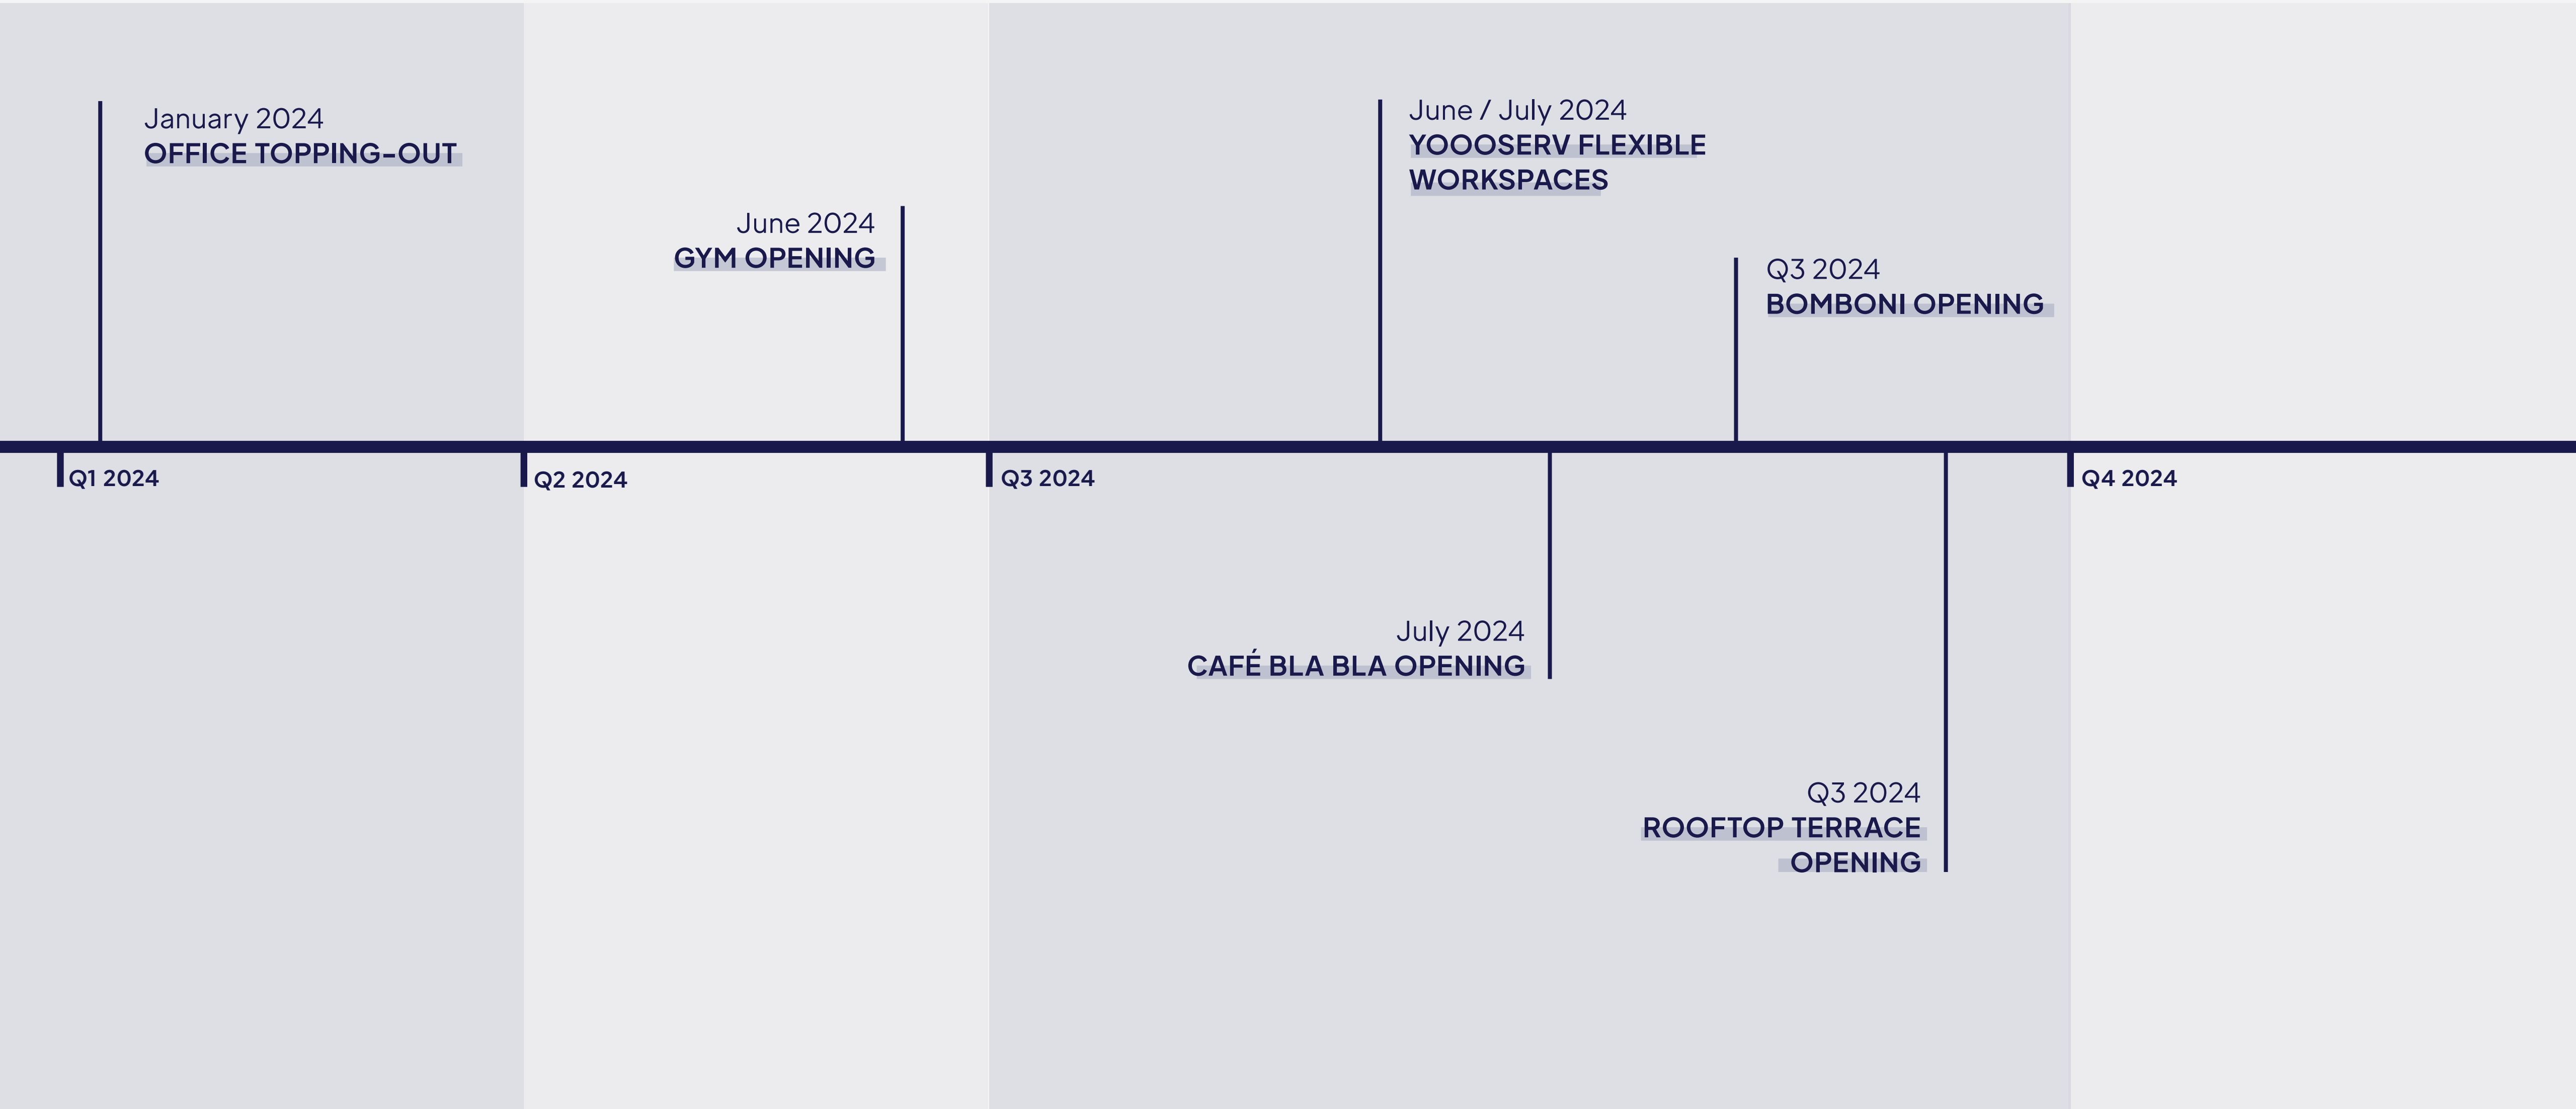 January 2024
OFFICE TOPPING-OUT
June 2024
GYM OPENING
June / July 2024
YOOOSERV FLEXIBLE
WORKSPACES
Q3 2024
BOMBONI OPENING
Q1 2024
Q2 2024
Q3 2024
Q4 2024
July 2024
CAFÉ BLA BLA OPENING
Q3 2024
ROOFTOP TERRACE
OPENING